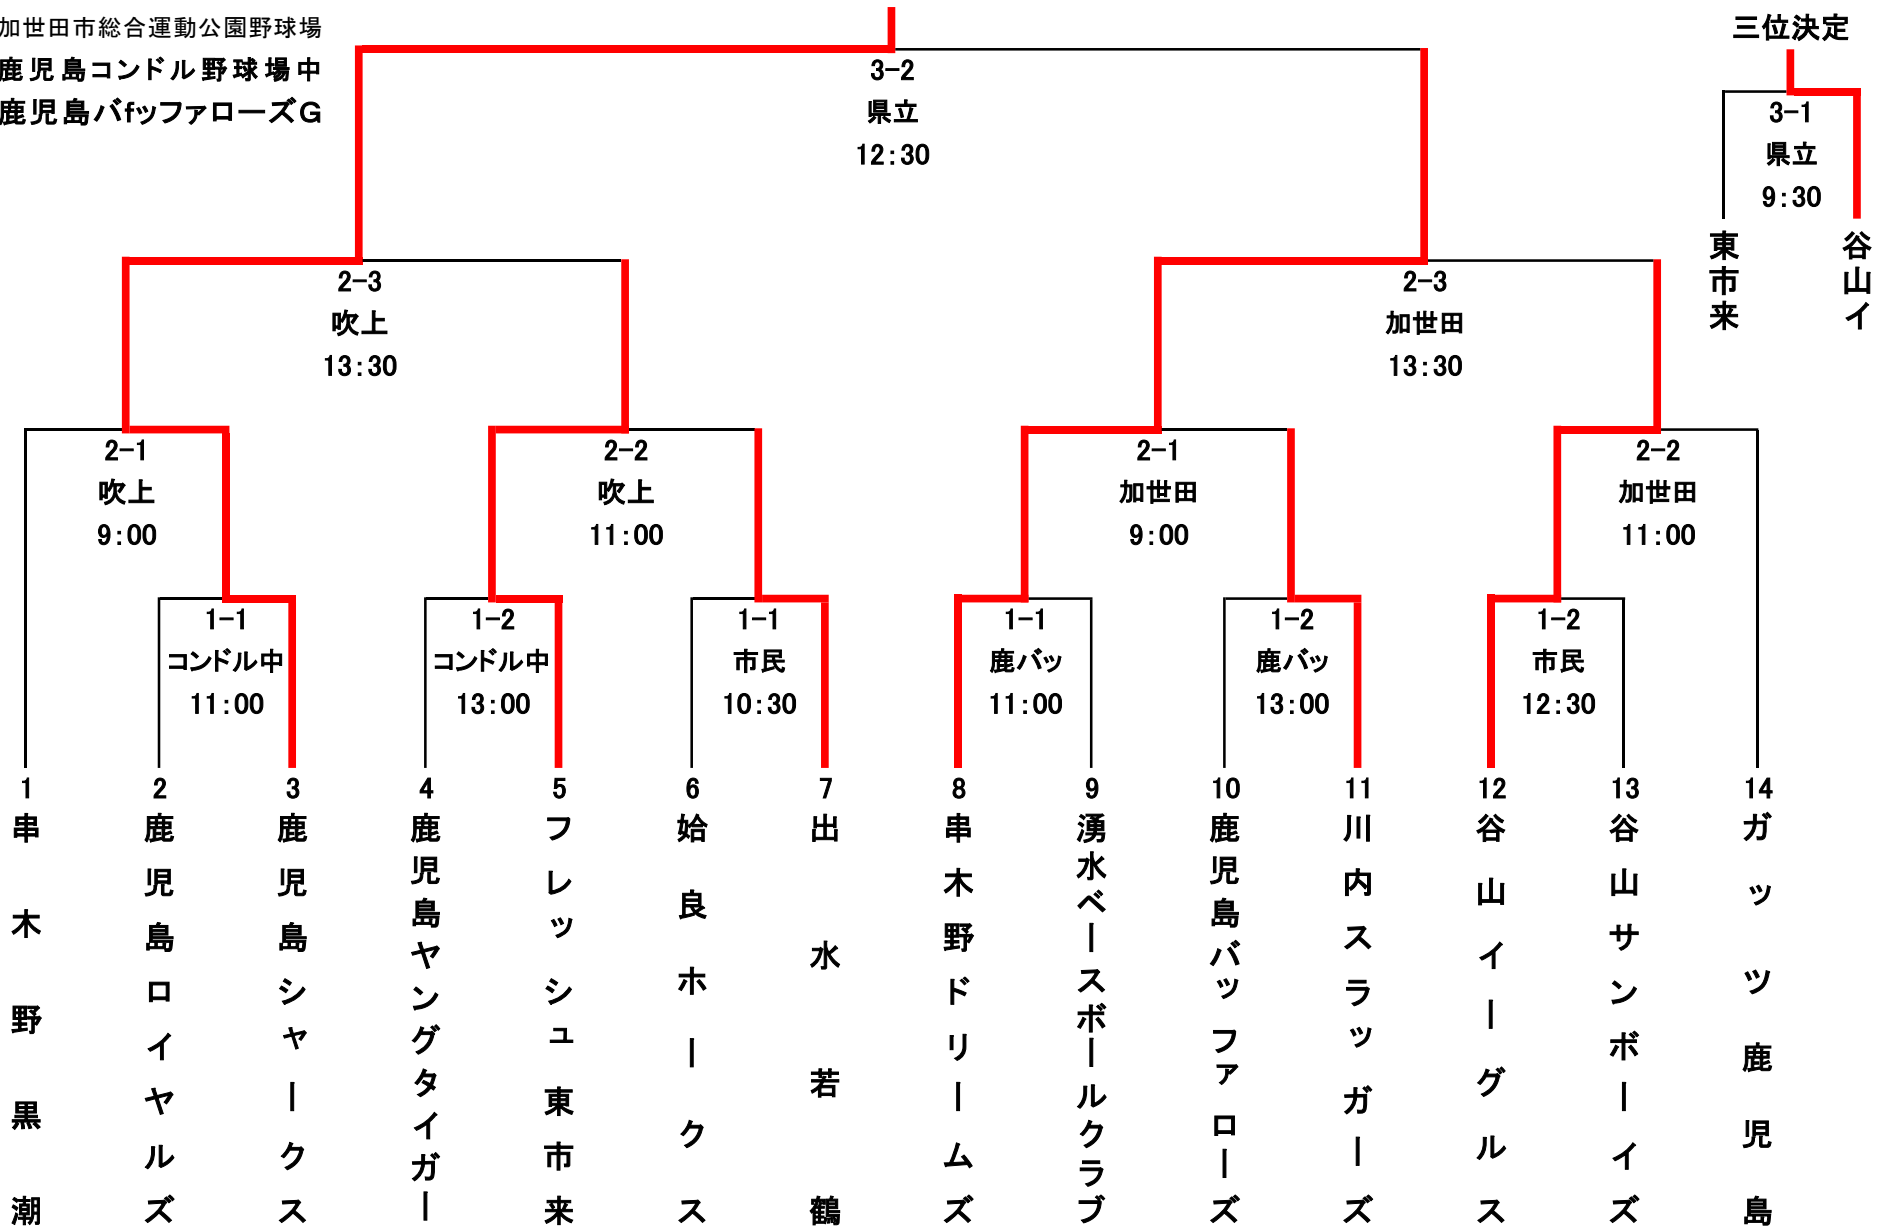 加世田市総合運動公園野球場
鹿児島コンドル野球場中
鹿児島バfッファローズG
三位決定
3-2
県立
12:30
3-1
県立
9:30
東市来
谷山イ
2-3
吹上
13:30
2-3
加世田
13:30
2-1
吹上
9:00
2-2
吹上
11:00
2-1
加世田
9:00
2-2
加世田
11:00
1-1
コンドル中
11:00
1-2
コンドル中
13:00
1-1
市民
10:30
1-1
鹿バッ
11:00
1-2
鹿バッ
13:00
1-2
市民
12:30
1
串木野黒潮
2
鹿児島ロイヤルズ
3
鹿児島シャークス
4
鹿児島ヤングタイガー
5
フレッシュ東市来
6
姶良ホークス
7
出水若鶴
8
串木野ドリームズ
9
湧水ベースボールクラブ
10
鹿児島バッファローズ
11
川内スラッガーズ
12
谷山イーグルス
13
谷山サンボーイズ
14
ガッツ鹿児島